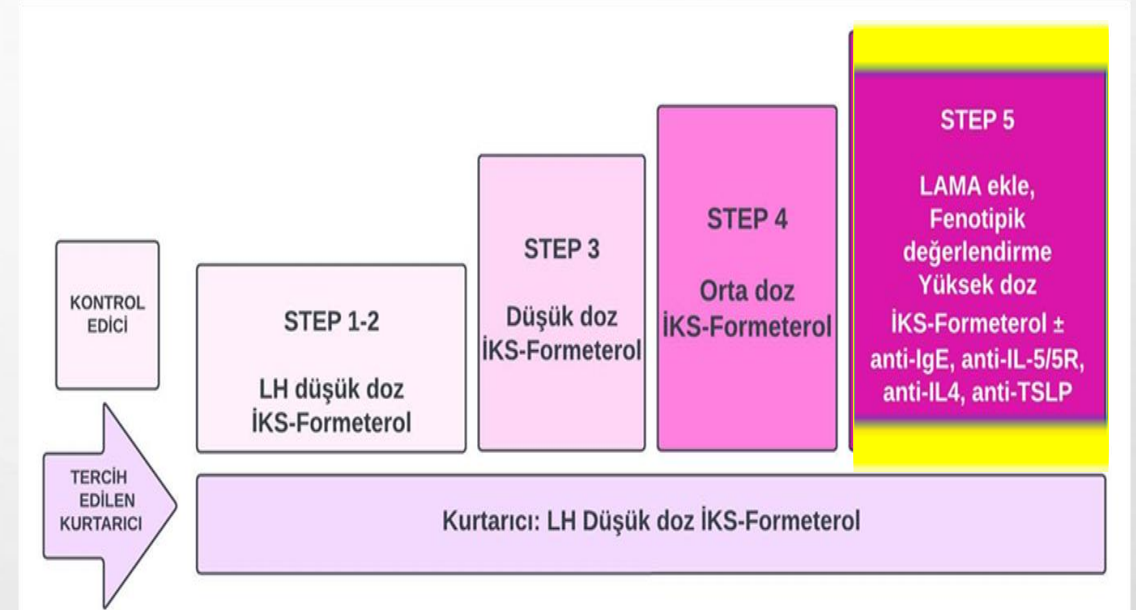 KONTROL
EDİCİ
STEP 1-2
LH düşük doz
İKS-Formeterol
STEP 3
Düşük doz
İKS-Formeterol
STEP 4
Orta doz
İKS-Formeterol
STEP 5
LAMA ekle,
Fenotipik
değerlendirme
Yüksek doz
İKS-Formeterol ±
anti-IgE, anti-IL-5/5R,
anti-IL4, anti-TSLP
TERCİH
EDİLEN
KURTARICI
Kurtarıcı: LH Düşük doz İKS-Formeterol